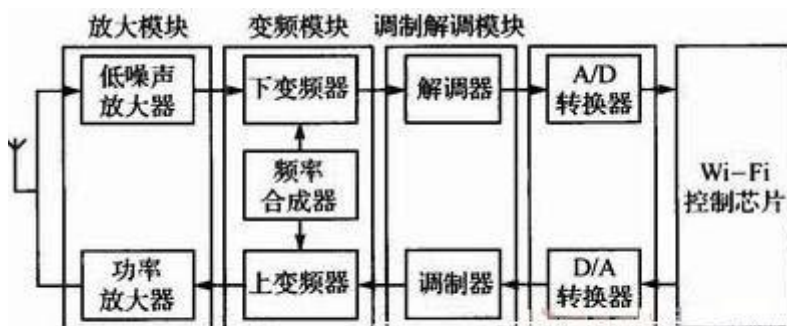 放大模块 变频模块 调制解调模块
低噪声
放大器
下变频器
解调器
A/D
转换器
频率
合成器
Wi-Fi
控制芯片
功率
放大器
上变频器
调制器
D/A
转换器